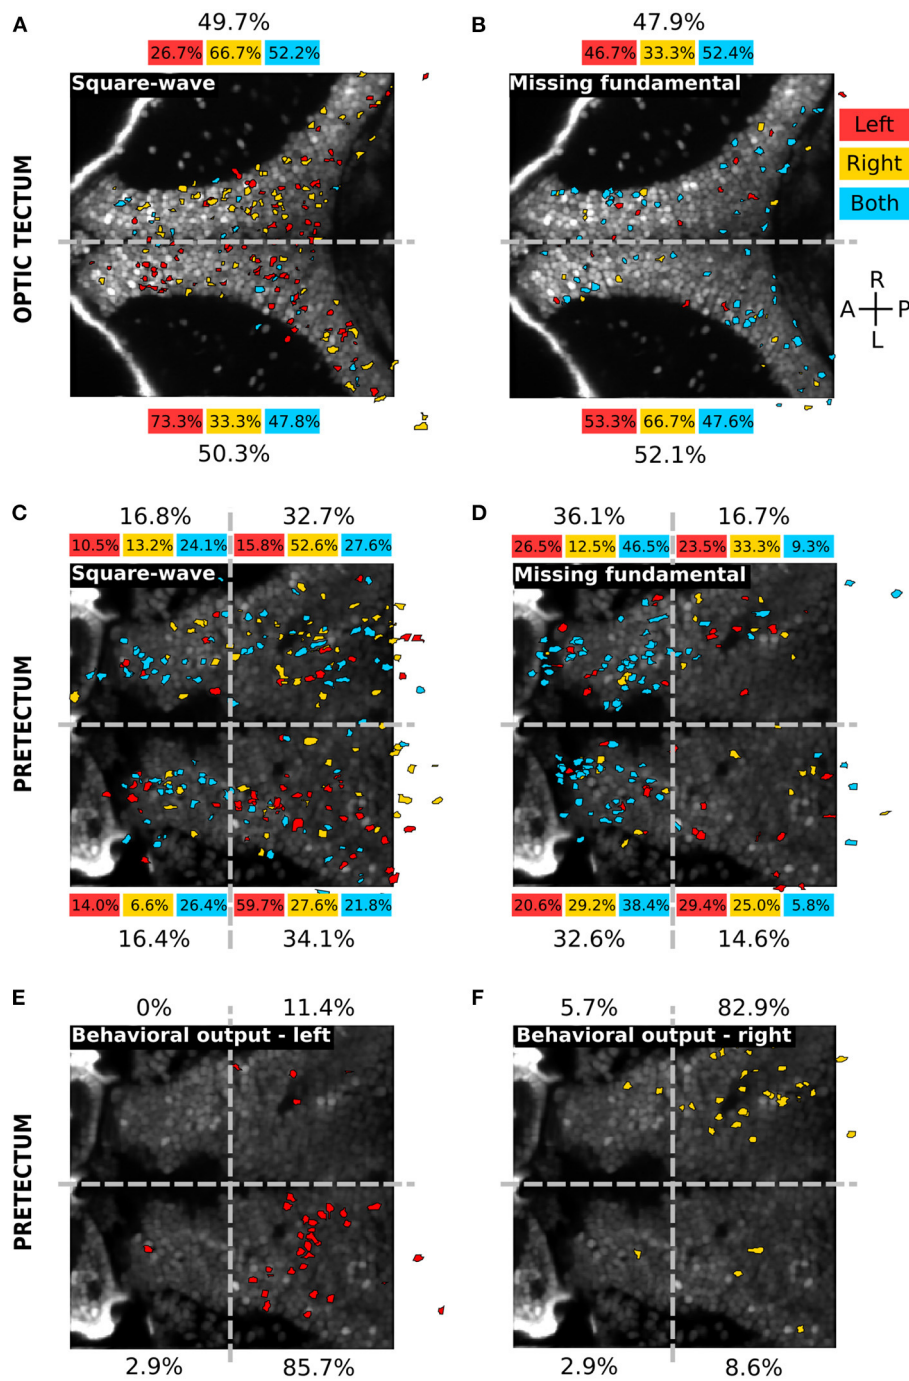 A
49.7%
26.7% 66.7% 52.2%
Square-wave
OPTIC TECTUM
73.3% 33.3% 47.8%
50.3%
B
47.9%
46.7% 33.3% 52.4%
Missing fundamental
53.3% 66.7% 47.6%
52.1%
Left
Right
Both
R
A P
L
C
16.8% 32.7%
10.5% 13.2% 24.1% 15.8% 52.6% 27.6%
Square-wave
PRETECTUM
14.0% 6.6% 26.4% 59.7% 27.6% 21.8%
16.4% 34.1%
D
36.1% 16.7%
26.5% 12.5% 46.5% 23.5% 33.3% 9.3%
Missing fundamental
20.6% 29.2% 38.4% 29.4% 25.0% 5.8%
32.6% 14.6%
E
0% 11.4%
Behavioral output - left
PRETECTUM
2.9% 85.7%
F
5.7% 82.9%
Behavioral output - right
2.9% 8.6%